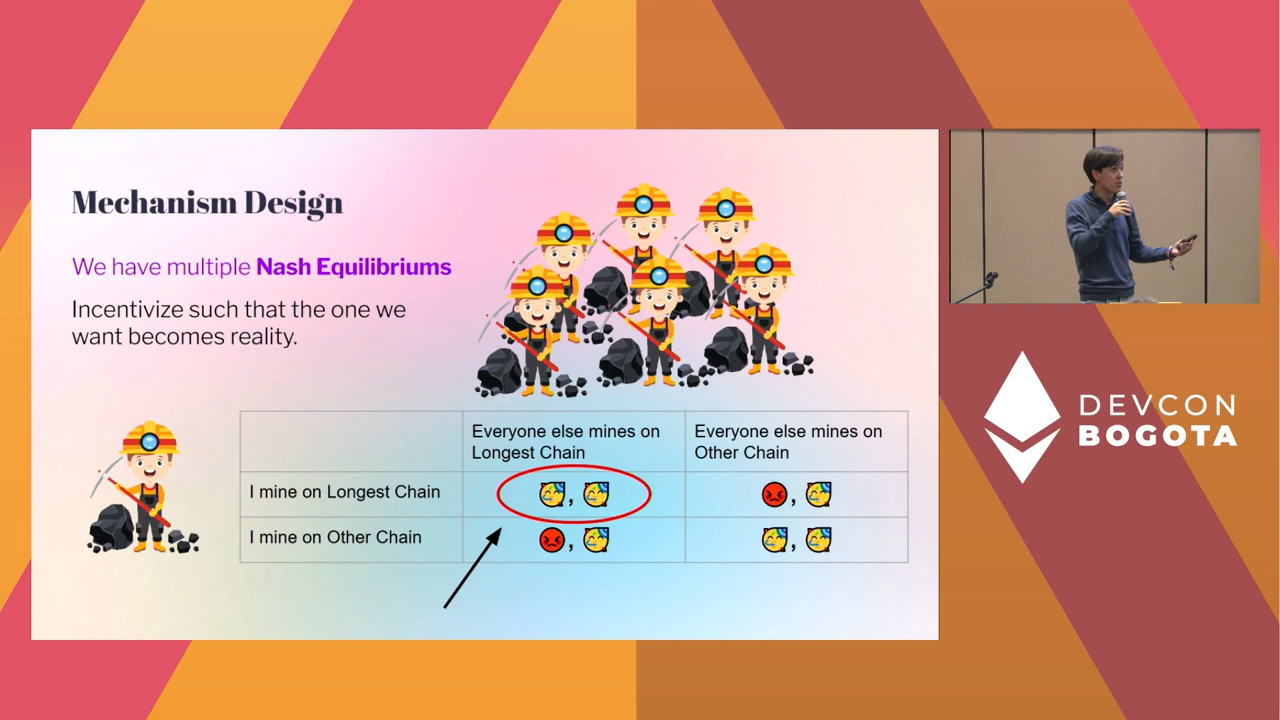 Mechanism Design
We have multiple Nash Equilibriums
Incentivize such that the one we
want becomes reality.
Everyone else mines on
Longest Chain
Everyone else mines on
Other Chain
I mine on Longest Chain
🥳, 🥳
😡, 🥳
I mine on Other Chain
😡, 🥳
🥳, 🥳
DEVCON
BOGOTA